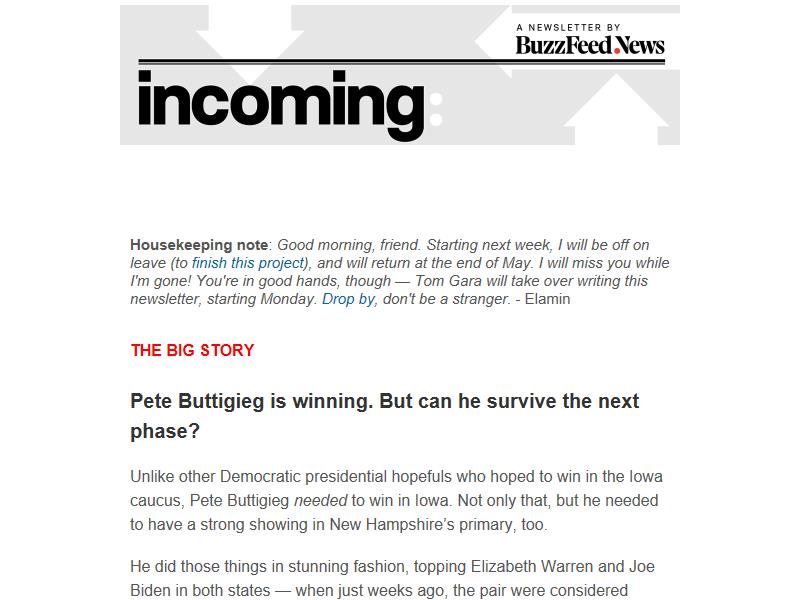 A NEWSLETTER BY
BuzzFeed.News
incoming:
Housekeeping note: Good morning, friend. Starting next week, I will be off on
leave (to finish this project), and will return at the end of May. I will miss you while
I'm gone! You're in good hands, though — Tom Gara will take over writing this
newsletter, starting Monday. Drop by, don't be a stranger. - Elamin
THE BIG STORY
Pete Buttigieg is winning. But can he survive the next
phase?
Unlike other Democratic presidential hopefuls who hoped to win in the Iowa
caucus, Pete Buttigieg needed to win in Iowa. Not only that, but he needed
to have a strong showing in New Hampshire’s primary, too.
He did those things in stunning fashion, topping Elizabeth Warren and Joe
Biden in both states — when just weeks ago, the pair were considered